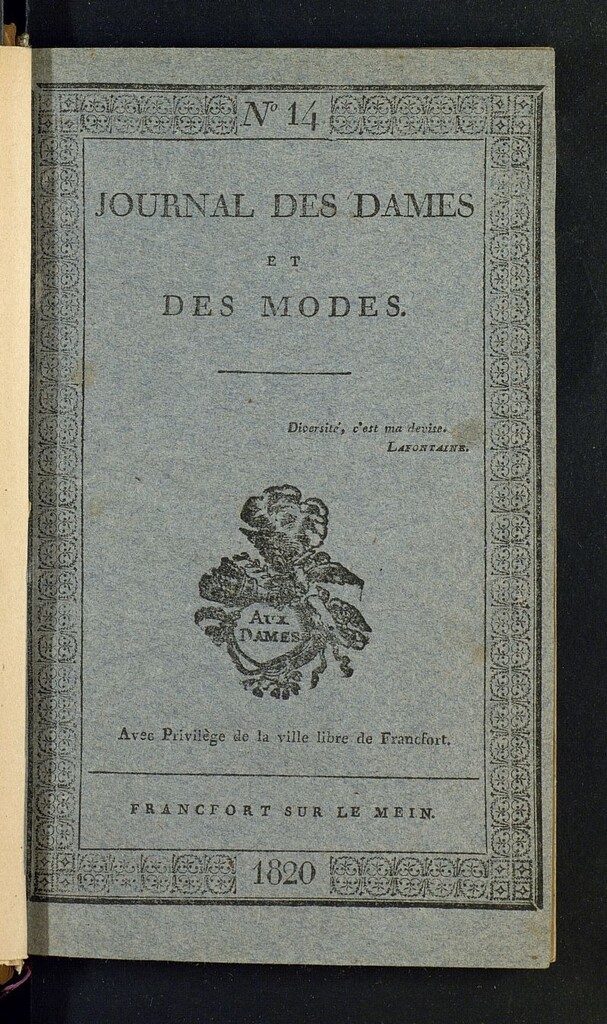 Nº 14
JOURNAL DES DAMES
ET
DES MODES.
Diversité, c'est ma devise.
LAFONTAINE.
AUX
DAMES
Avec Privilège de la ville libre de Francfort.
FRANCFORT SUR LE MEIN.
1820